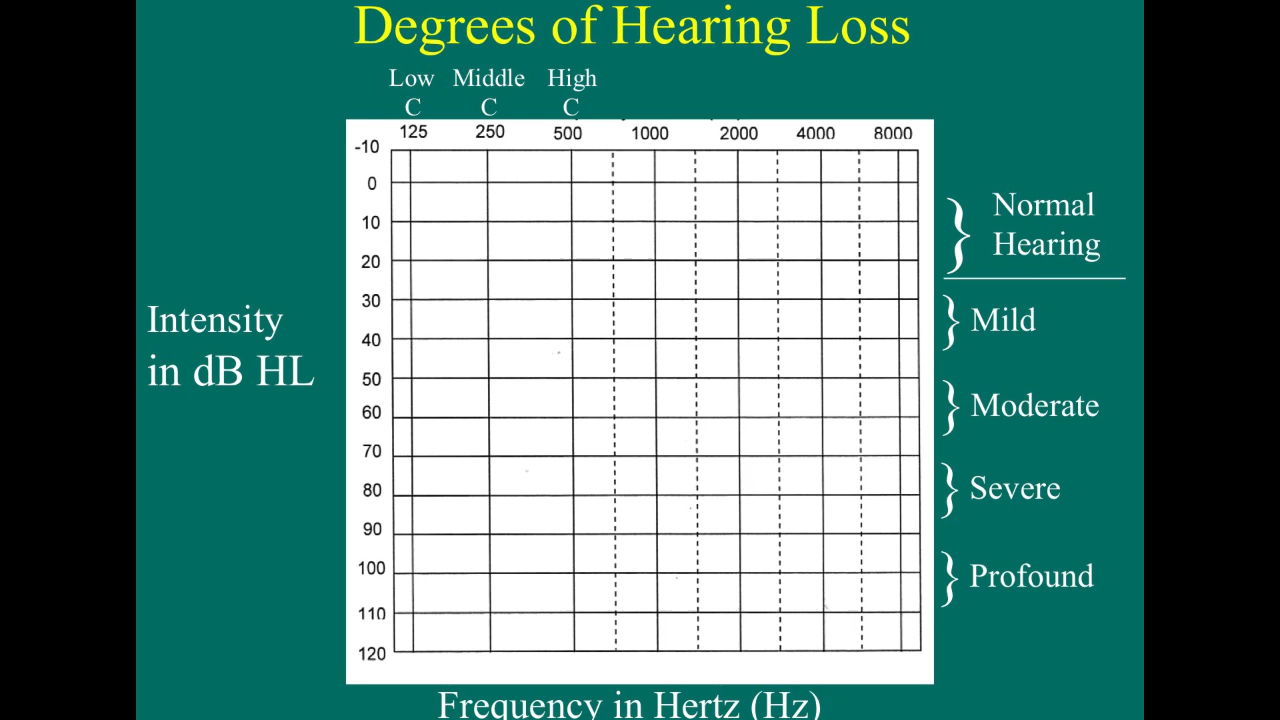 Degrees of Hearing Loss
Low Middle High
C C C
125 250 500 1000 2000 4000 8000
-10
0
10
20
30
40
50
60
70
80
90
100
110
120
Intensity
in dB HL
} Normal
Hearing
} Mild
} Moderate
} Severe
} Profound
Frequency in Hertz (Hz)